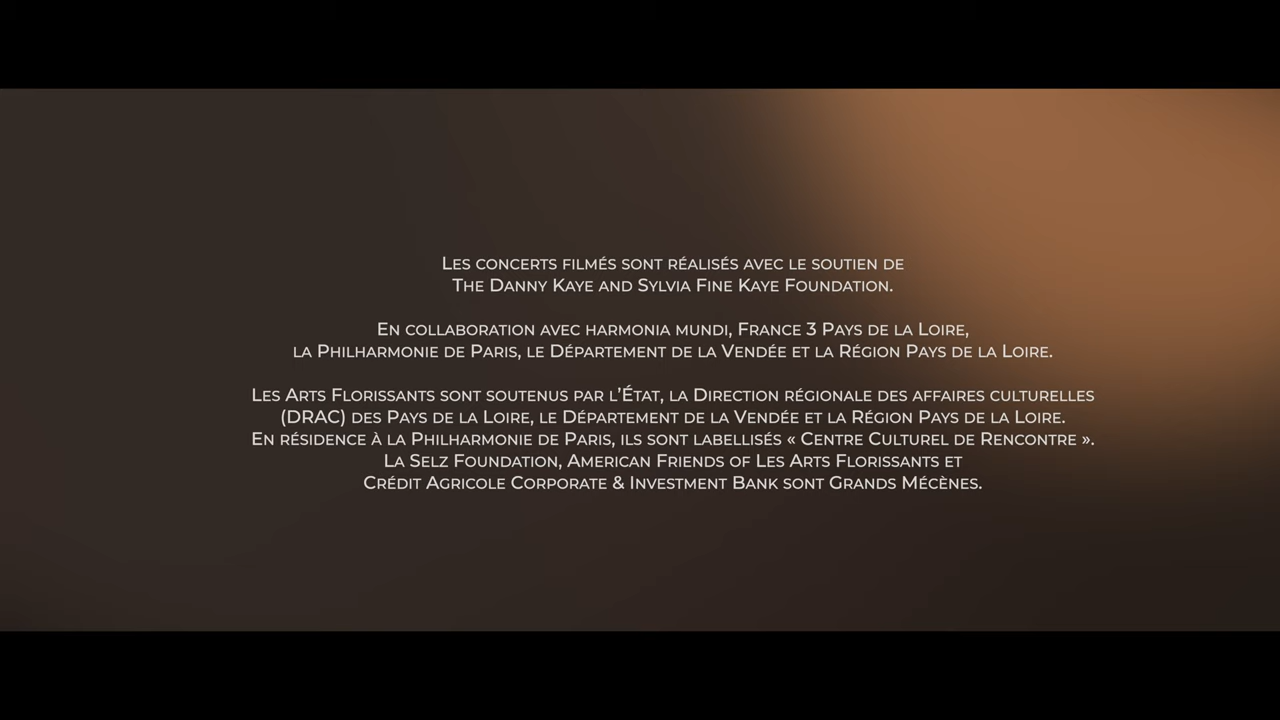 Les concerts filmés sont réalisés avec le soutien de
The Danny Kaye and Sylvia Fine Kaye Foundation.
En collaboration avec harmonia mundi, France 3 Pays de la Loire,
la Philharmonie de Paris, le Département de la Vendée et la Région Pays de la Loire.
Les Arts Florissants sont soutenus par l’État, la Direction régionale des affaires culturelles
(DRAC) des Pays de la Loire, le Département de la Vendée et la Région Pays de la Loire.
En résidence à la Philharmonie de Paris, ils sont labellisés « Centre Culturel de Rencontre ».
La Selz Foundation, American Friends of Les Arts Florissants et
Crédit Agricole Corporate & Investment Bank sont Grands Mécènes.